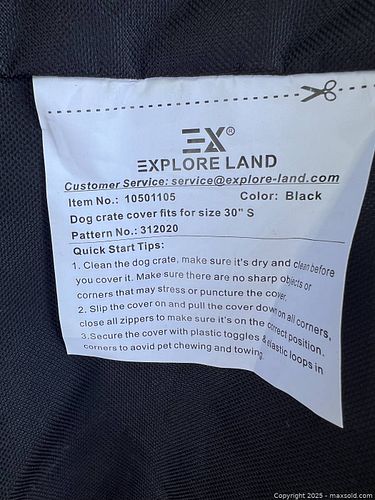 EX®
EXPLORE LAND
Customer Service: service@explore-land.com
Item No.: 10501105 Color: Black
Dog crate cover fits for size 30" S
Pattern No.: 312020
Quick Start Tips:
1. Clean the dog crate, make sure it's dry and clean before
you cover it. Make sure there are no sharp objects or
corners that may stress or puncture the cover.
2. Slip the cover on and pull the cover down on all corners,
close all zippers to make sure it's on the correct position.
3.Secure the cover with plastic toggles & elastic loops in
corners to aovid pet chewing and towing.
Copyright 2025 - maxsold.com